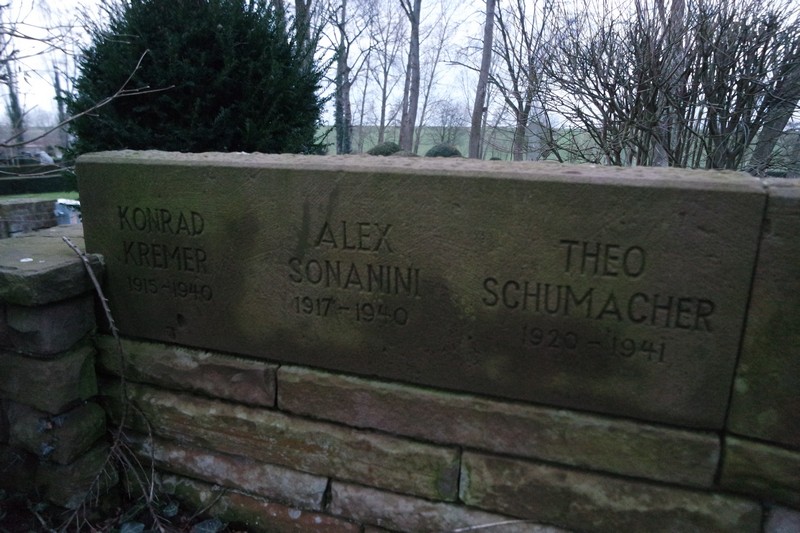 KONRAD
KREMER
1915-1940
ALEX
SONANINI
1917-1940
THEO
SCHUMACHER
1920-1941